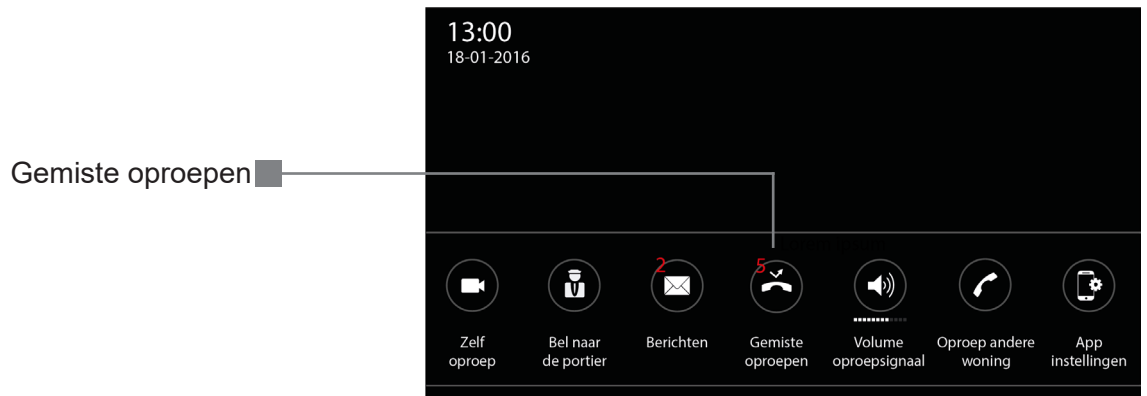 13:00
18-01-2016
Gemiste oproepen
2
5
Zelf
oproep
Bel naar
de portier
Berichten
Gemiste
oproepen
Volume
oproepsignaal
Oproep andere
woning
App
instellingen